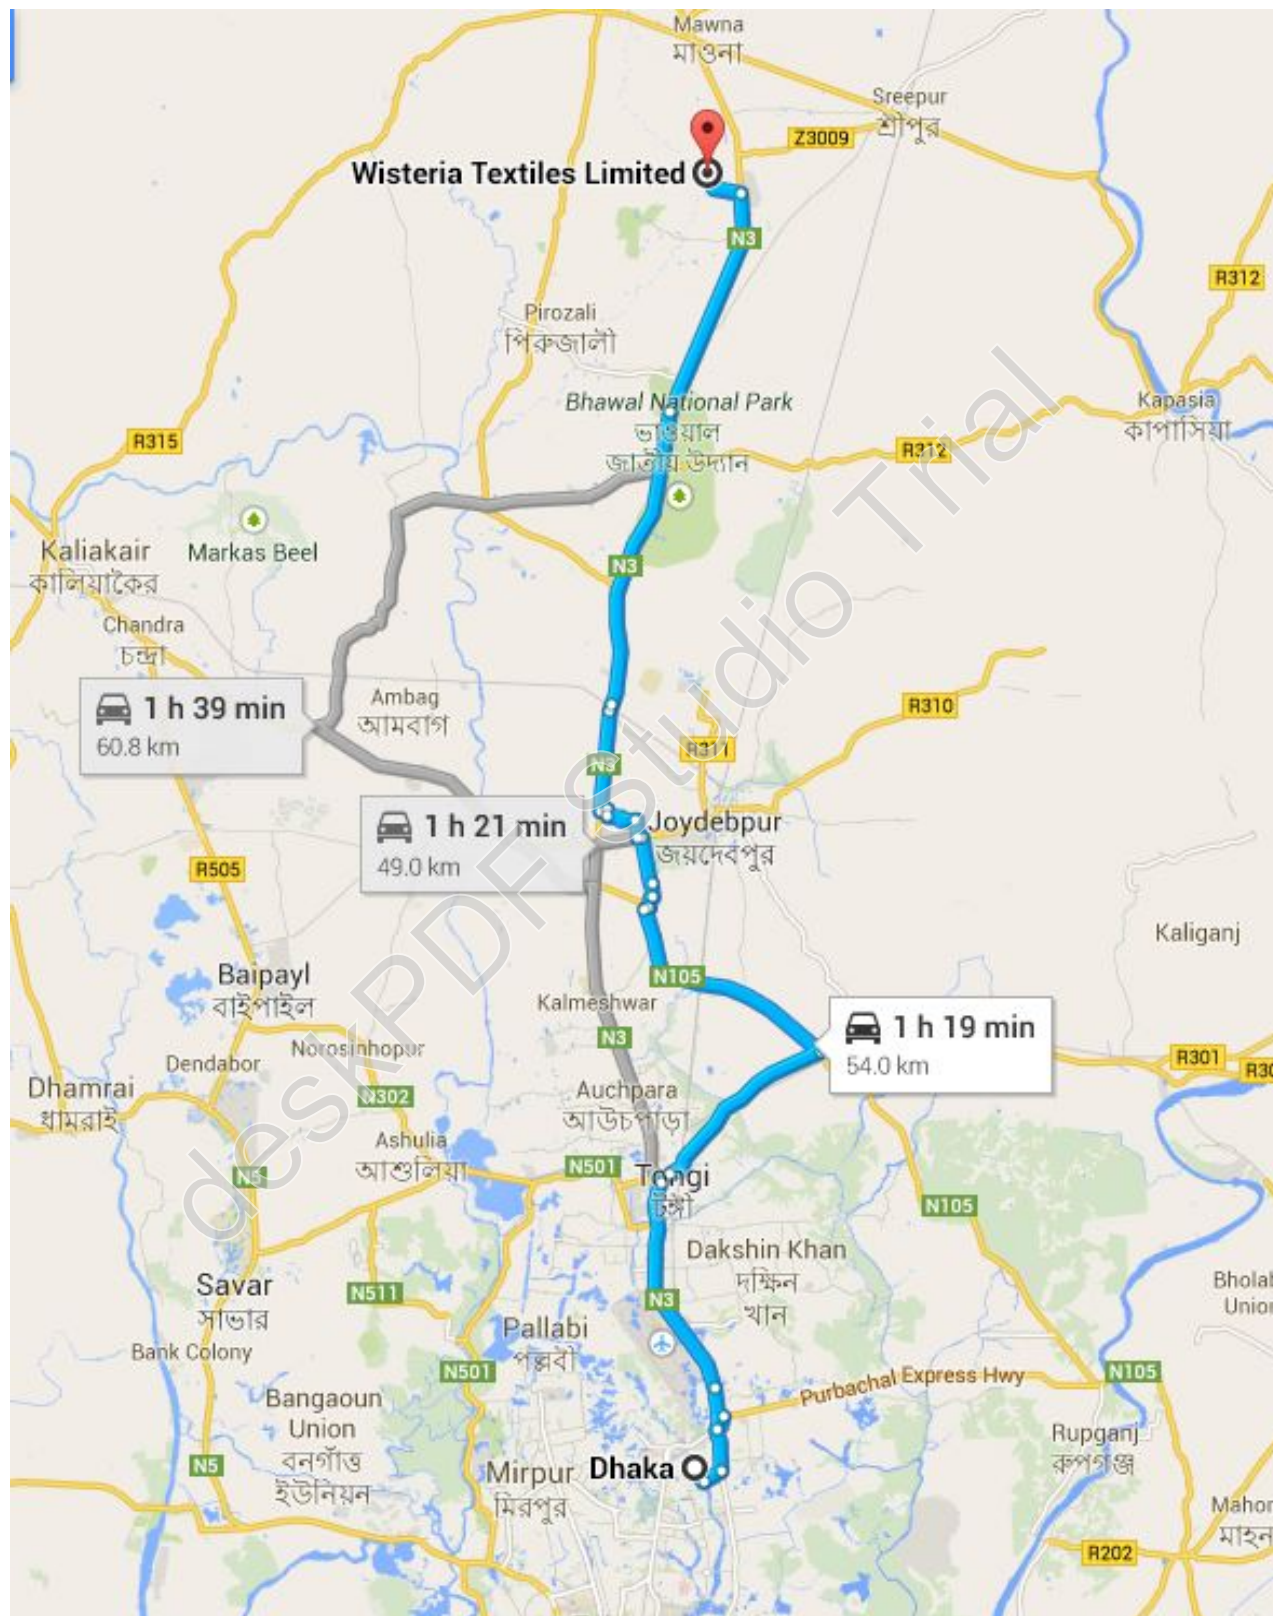 Mawna
মাওনা
Sreepur
শ্রীপুর
Z3009
Wisteria Textiles Limited
N3
R312
Pirozali
পিরুজালী
Bhawal National Park
ভাওয়াল
জাতীয় উদ্যান
Kapasia
কাপাসিয়া
R315
R312
Markas Beel
Kaliakair
কালিয়াকৈর
N3
Chandra
চন্দ্রা
1 h 39 min
60.8 km
Ambag
আমবাগ
R310
R311
N3
1 h 21 min
49.0 km
Joydebpur
জয়দেবপুর
R505
Kaliganj
Baipayl
বাইপাইল
N105
Kalmeshwar
N3
1 h 19 min
54.0 km
Norosinhopur
Dendabor
R301
Dhamrai
ধামরাই
N302
Auchpara
আউচপাড়া
Ashulia
আশুলিয়া
N501
Tongi
টঙ্গী
N5
N105
Dakshin Khan
দক্ষিন
খান
Savar
সাভার
N511
N3
Pallabi
পল্লবী
Bank Colony
N501
Purbachal Express Hwy
N105
Bangaoun
Union
বনগাঁও
ইউনিয়ন
Rupganj
রুপগঞ্জ
N5
Mirpur
মিরপুর
Dhaka
R202
deskPDF Studio Trial